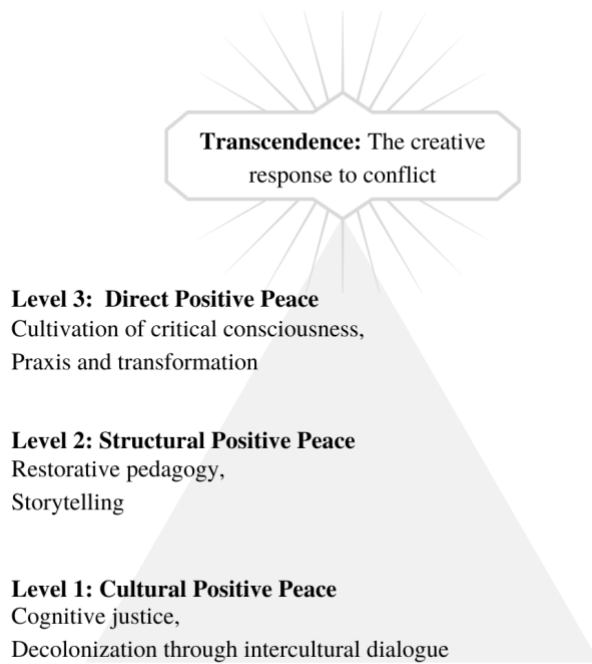 Transcendence: The creative
response to conflict
Level 3:  Direct Positive Peace
Cultivation of critical consciousness,
Praxis and transformation
Level 2: Structural Positive Peace
Restorative pedagogy,
Storytelling
Level 1: Cultural Positive Peace
Cognitive justice,
Decolonization through intercultural dialogue